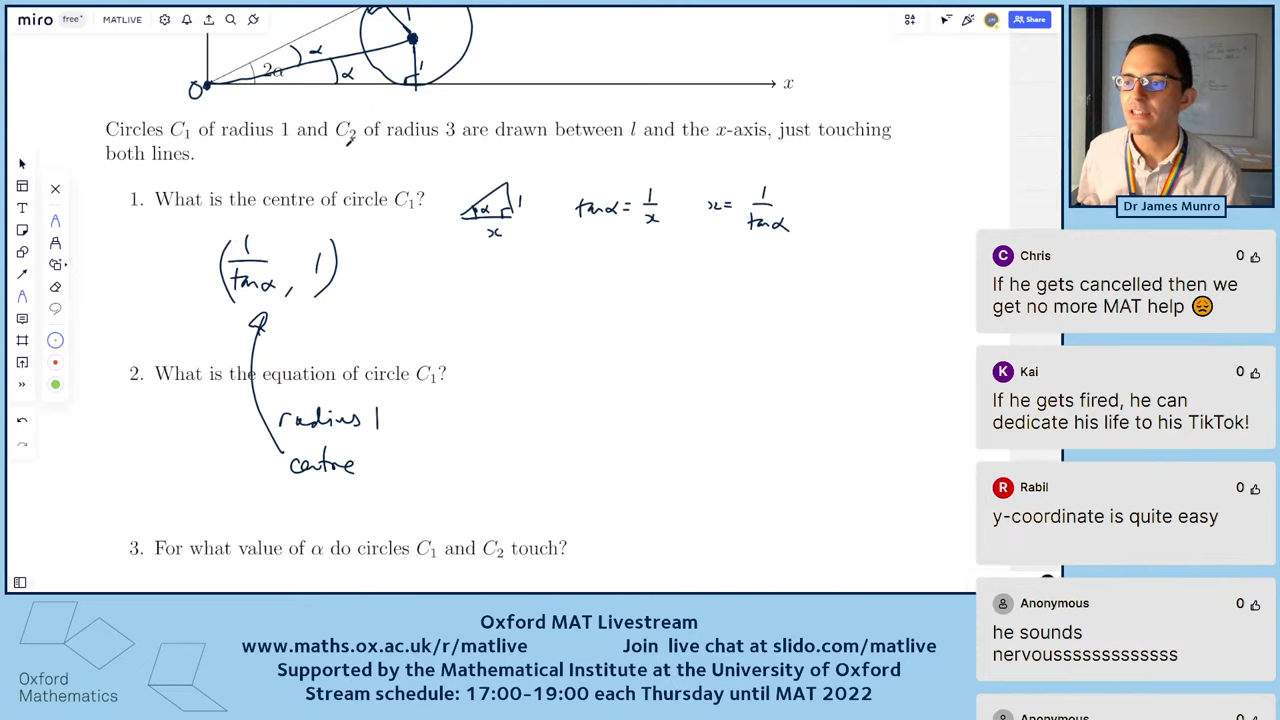 miro free MATLIVE
Share
α
α
2α
1
O
x
Circles C₁ of radius 1 and C₂ of radius 3 are drawn between l and the x-axis, just touching
both lines.
1. What is the centre of circle C₁?
α 1
x
tanα = 1/x
x = 1/tanα
(1/tanα, 1)
2. What is the equation of circle C₁?
radius 1
centre
3. For what value of α do circles C₁ and C₂ touch?
Dr James Munro
C Chris 0
If he gets cancelled then we
get no more MAT help 😞
K Kai 0
If he gets fired, he can
dedicate his life to his TikTok!
R Rabil 0
y-coordinate is quite easy
Anonymous 0
he sounds
nervousssssssssssss
Anonymous 0
Oxford
Mathematics
Oxford MAT Livestream
www.maths.ox.ac.uk/r/matlive Join live chat at slido.com/matlive
Supported by the Mathematical Institute at the University of Oxford
Stream schedule: 17:00-19:00 each Thursday until MAT 2022